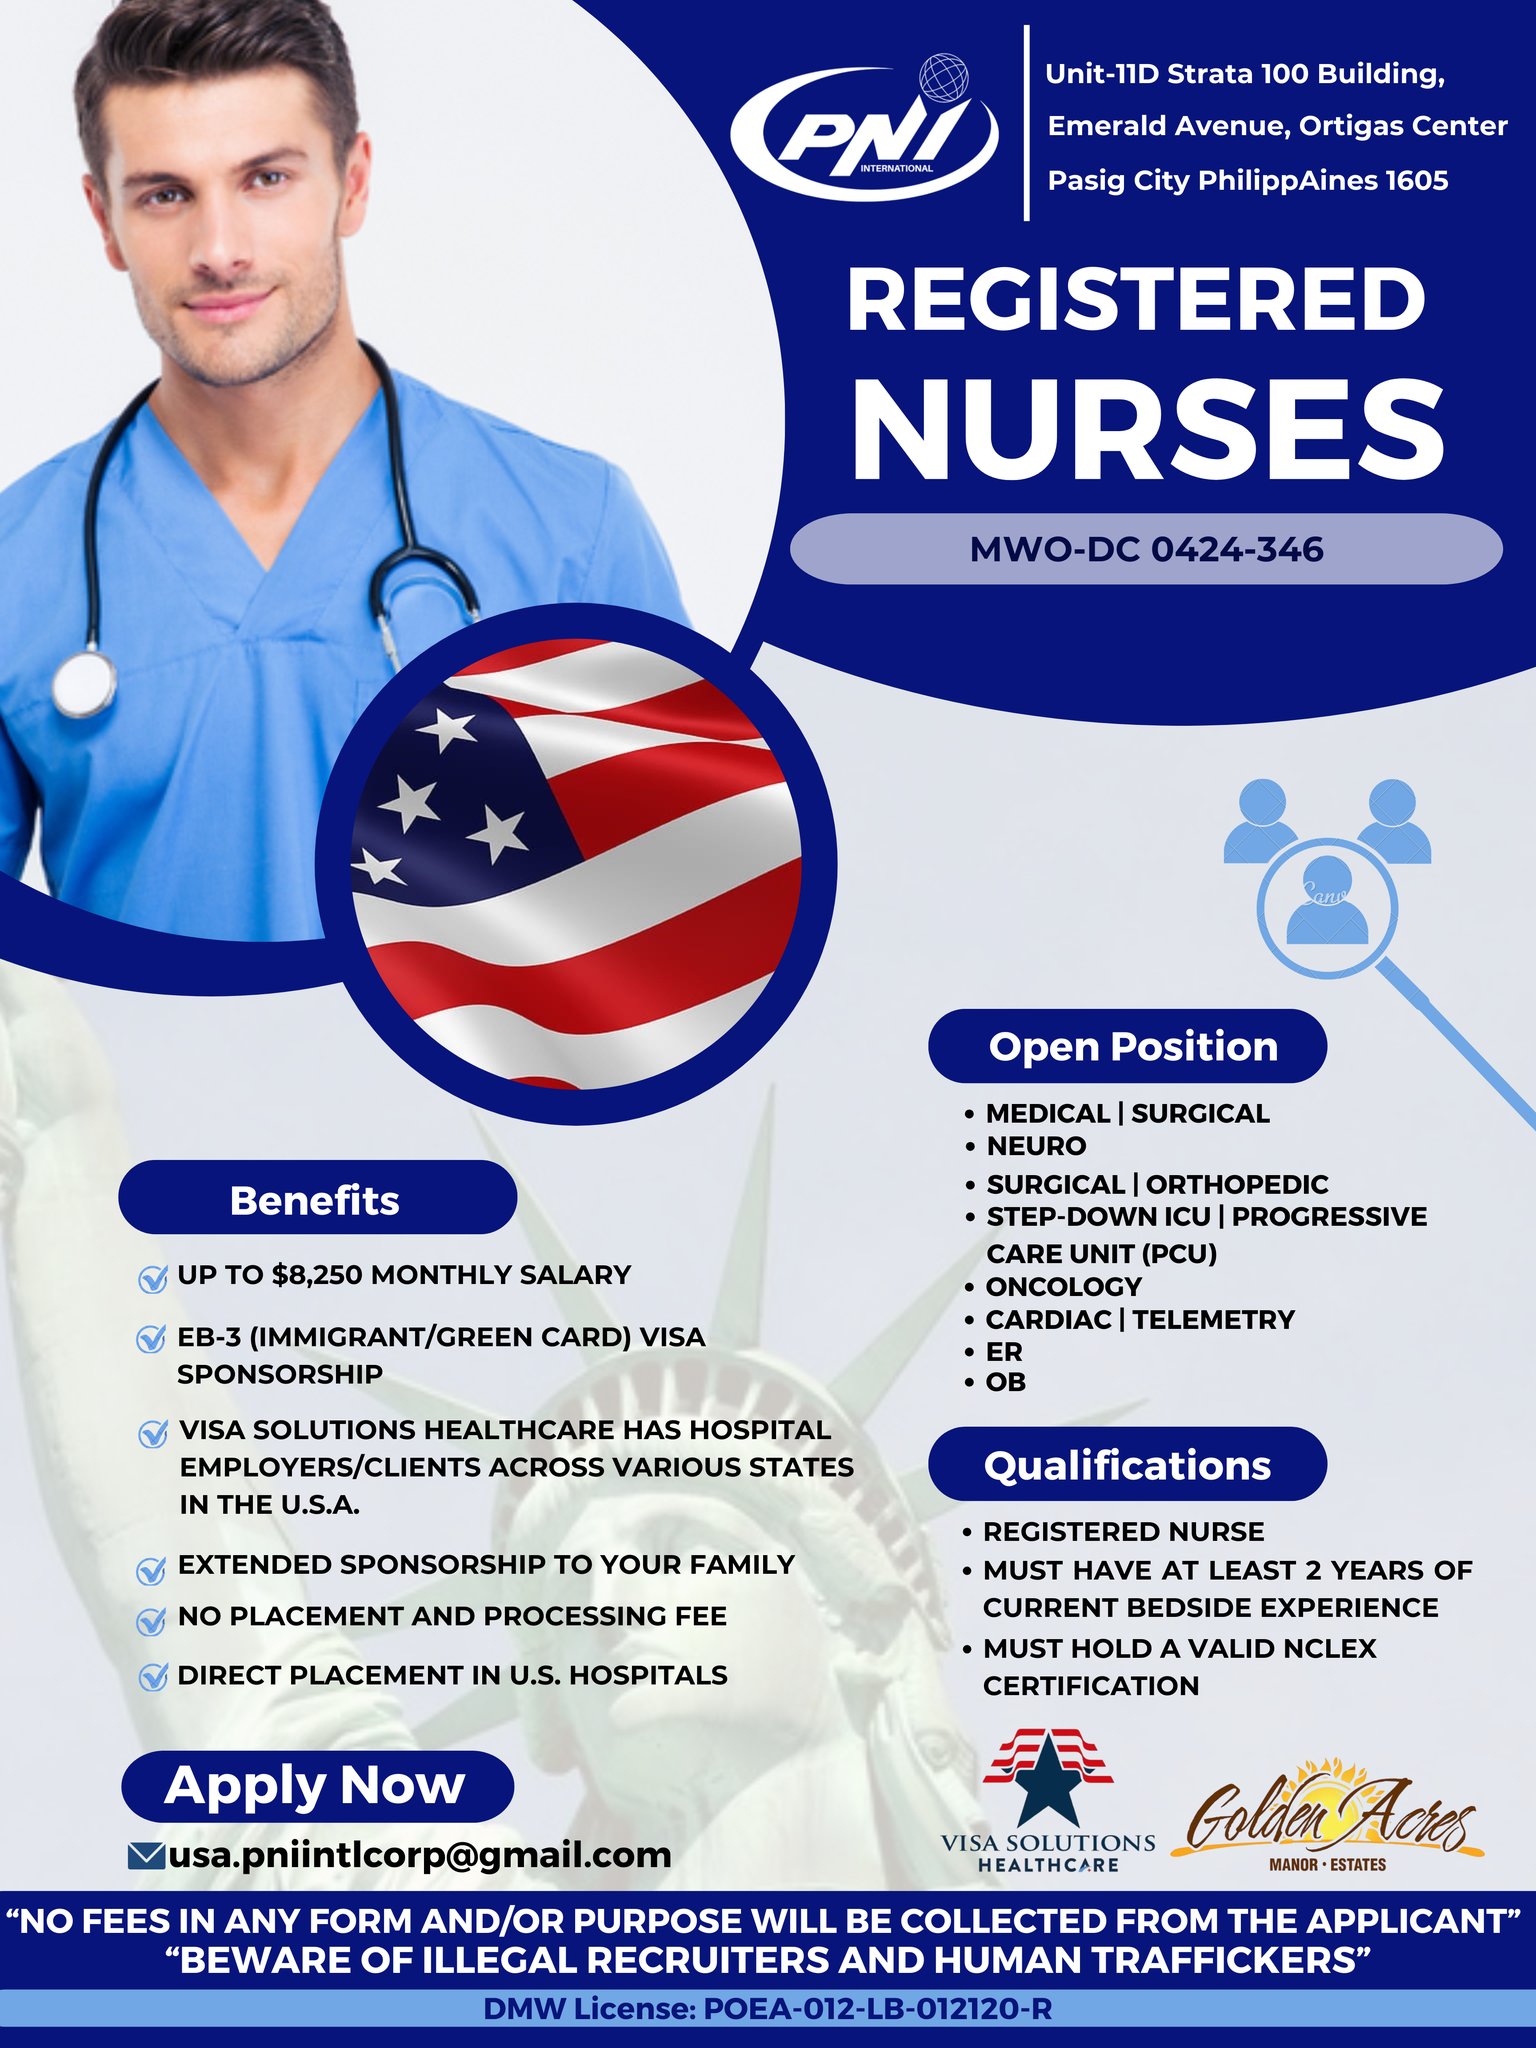 PNI
INTERNATIONAL
Unit-11D Strata 100 Building,
Emerald Avenue, Ortigas Center
Pasig City PhilippAines 1605
REGISTERED
NURSES
MWO-DC 0424-346
Benefits
UP TO $8,250 MONTHLY SALARY
EB-3 (IMMIGRANT/GREEN CARD) VISA
SPONSORSHIP
VISA SOLUTIONS HEALTHCARE HAS HOSPITAL
EMPLOYERS/CLIENTS ACROSS VARIOUS STATES
IN THE U.S.A.
EXTENDED SPONSORSHIP TO YOUR FAMILY
NO PLACEMENT AND PROCESSING FEE
DIRECT PLACEMENT IN U.S. HOSPITALS
Open Position
• MEDICAL | SURGICAL
• NEURO
• SURGICAL | ORTHOPEDIC
• STEP-DOWN ICU | PROGRESSIVE
CARE UNIT (PCU)
• ONCOLOGY
• CARDIAC | TELEMETRY
• ER
• OB
Qualifications
• REGISTERED NURSE
• MUST HAVE AT LEAST 2 YEARS OF
CURRENT BEDSIDE EXPERIENCE
• MUST HOLD A VALID NCLEX
CERTIFICATION
Apply Now
usa.pniintlcorp@gmail.com
VISA SOLUTIONS
HEALTHCARE
Golden Acres
MANOR · ESTATES
“NO FEES IN ANY FORM AND/OR PURPOSE WILL BE COLLECTED FROM THE APPLICANT”
“BEWARE OF ILLEGAL RECRUITERS AND HUMAN TRAFFICKERS”
DMW License: POEA-012-LB-012120-R